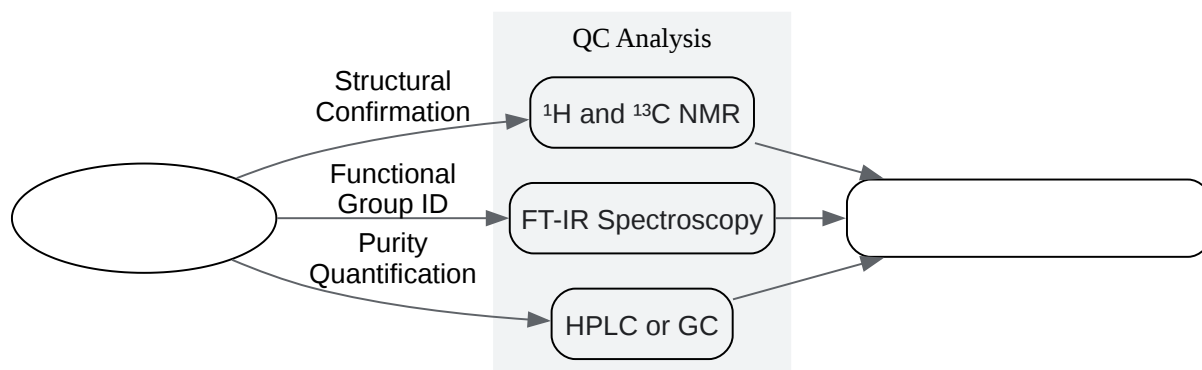 QC Analysis
Structural
Confirmation
¹H and ¹³C NMR
Functional
Group ID
FT-IR Spectroscopy
Purity
Quantification
HPLC or GC